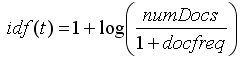 idf(t) = 1 + log(numDocs / (1 + docfreq))